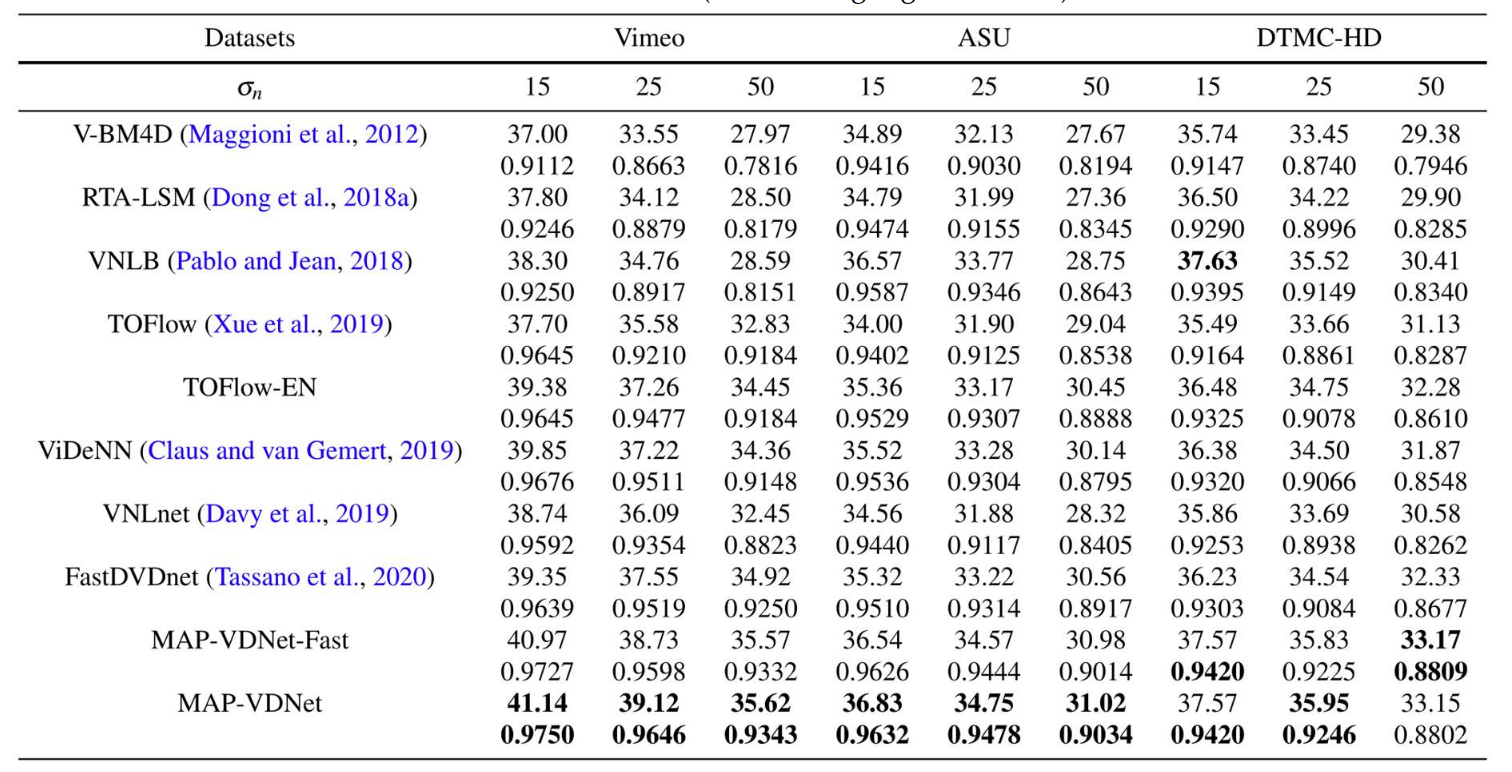 Datasets Vimeo ASU DTMC-HD
σn 15 25 50 15 25 50 15 25 50
V-BM4D (Maggioni et al., 2012) 37.00 33.55 27.97 34.89 32.13 27.67 35.74 33.45 29.38
0.9112 0.8663 0.7816 0.9416 0.9030 0.8194 0.9147 0.8740 0.7946
RTA-LSM (Dong et al., 2018a) 37.80 34.12 28.50 34.79 31.99 27.36 36.50 34.22 29.90
0.9246 0.8879 0.8179 0.9474 0.9155 0.8345 0.9290 0.8996 0.8285
VNLB (Pablo and Jean, 2018) 38.30 34.76 28.59 36.57 33.77 28.75 37.63 35.52 30.41
0.9250 0.8917 0.8151 0.9587 0.9346 0.8643 0.9395 0.9149 0.8340
TOFlow (Xue et al., 2019) 37.70 35.58 32.83 34.00 31.90 29.04 35.49 33.66 31.13
0.9645 0.9210 0.9184 0.9402 0.9125 0.8538 0.9164 0.8861 0.8287
TOFlow-EN 39.38 37.26 34.45 35.36 33.17 30.45 36.48 34.75 32.28
0.9645 0.9477 0.9184 0.9529 0.9307 0.8888 0.9325 0.9078 0.8610
ViDeNN (Claus and van Gemert, 2019) 39.85 37.22 34.36 35.52 33.28 30.14 36.38 34.50 31.87
0.9676 0.9511 0.9148 0.9536 0.9304 0.8795 0.9320 0.9066 0.8548
VNLnet (Davy et al., 2019) 38.74 36.09 32.45 34.56 31.88 28.32 35.86 33.69 30.58
0.9592 0.9354 0.8823 0.9440 0.9117 0.8405 0.9253 0.8938 0.8262
FastDVDnet (Tassano et al., 2020) 39.35 37.55 34.92 35.32 33.22 30.56 36.23 34.54 32.33
0.9639 0.9519 0.9250 0.9510 0.9314 0.8917 0.9303 0.9084 0.8677
MAP-VDNet-Fast 40.97 38.73 35.57 36.54 34.57 30.98 37.57 35.83 33.17
0.9727 0.9598 0.9332 0.9626 0.9444 0.9014 0.9420 0.9225 0.8809
MAP-VDNet 41.14 39.12 35.62 36.83 34.75 31.02 37.57 35.95 33.15
0.9750 0.9646 0.9343 0.9632 0.9478 0.9034 0.9420 0.9246 0.8802